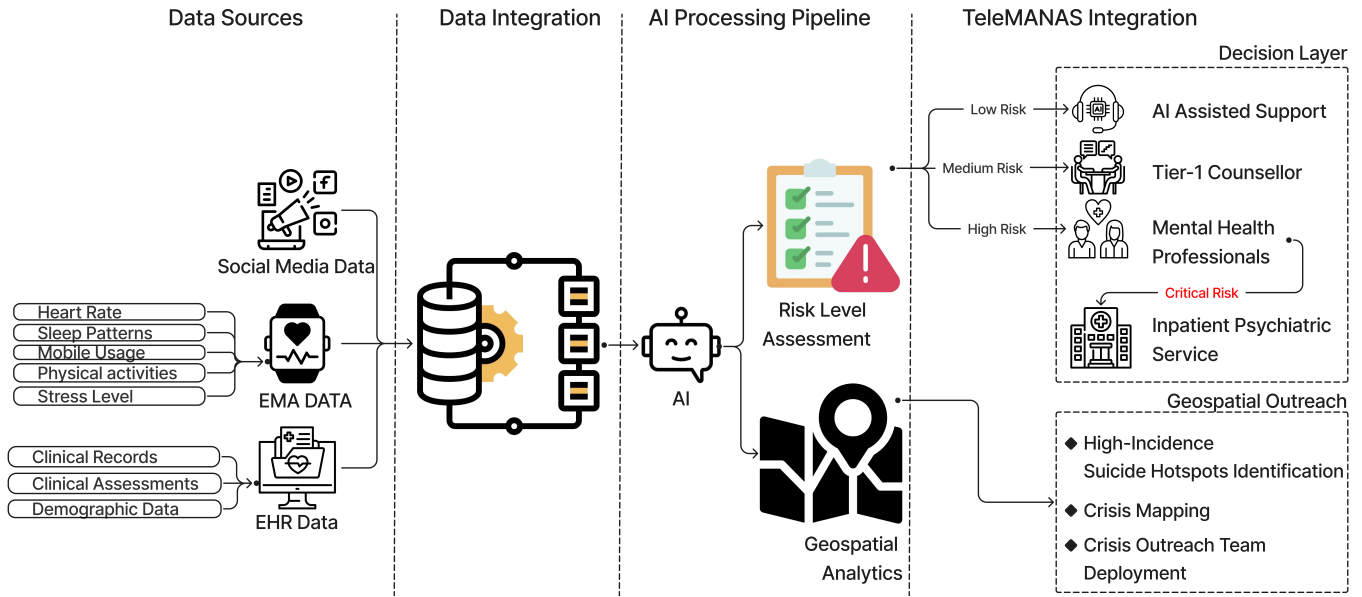 Data Sources
Data Integration
AI Processing Pipeline
TeleMANAS Integration
Social Media Data
Heart Rate
Sleep Patterns
Mobile Usage
Physical activities
Stress Level
EMA DATA
Clinical Records
Clinical Assessments
Demographic Data
EHR Data
AI
Risk Level
Assessment
Geospatial
Analytics
Decision Layer
Low Risk
AI
AI Assisted Support
Medium Risk
Tier-1 Counsellor
High Risk
Mental Health
Professionals
Critical Risk
Inpatient Psychiatric
Service
Geospatial Outreach
High-Incidence
Suicide Hotspots Identification
Crisis Mapping
Crisis Outreach Team
Deployment